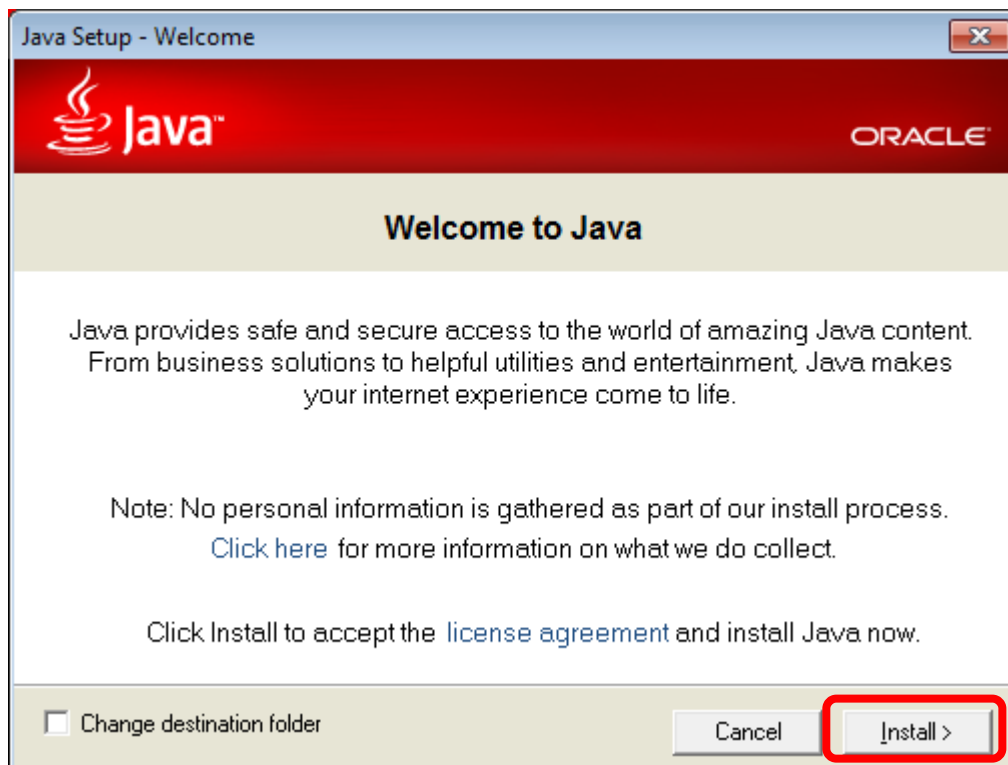 Java Setup - Welcome
Java™
ORACLE®
Welcome to Java
Java provides safe and secure access to the world of amazing Java content.
From business solutions to helpful utilities and entertainment, Java makes
your internet experience come to life.
Note: No personal information is gathered as part of our install process.
Click here for more information on what we do collect.
Click Install to accept the license agreement and install Java now.
Change destination folder
Cancel
Install >